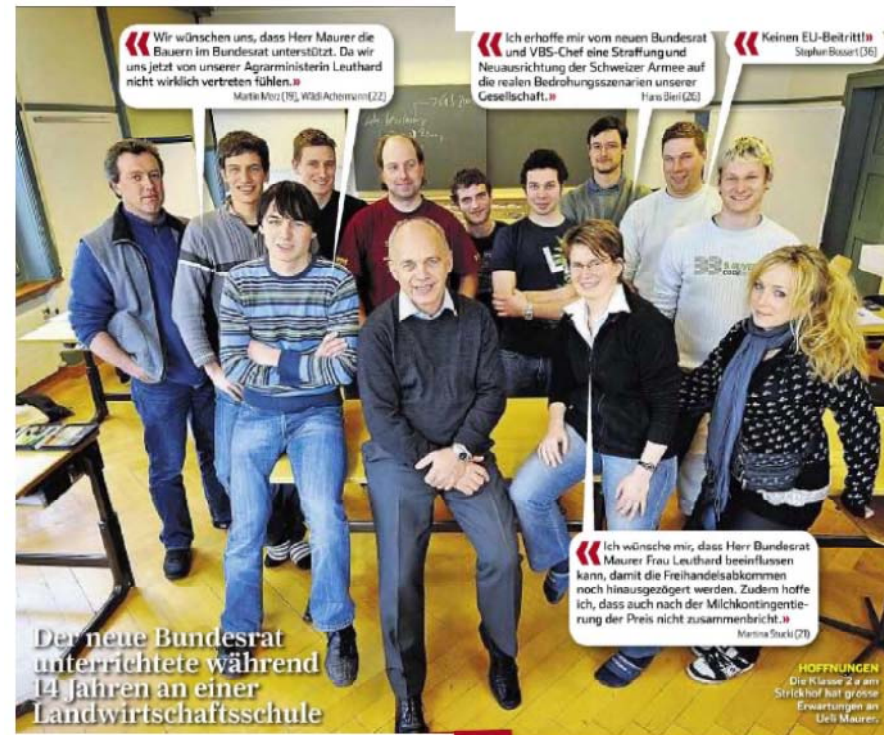 « Wir wünschen uns, dass Herr Maurer die
Bauern im Bundesrat unterstützt. Da wir
uns jetzt von unserer Agrarministerin Leuthard
nicht wirklich vertreten fühlen.»
Martin Merz (19), Wildi Achermann (22)
« Ich erhoffe mir vom neuen Bundesrat
und VBS-Chef eine Straffung und
Neuausrichtung der Schweizer Armee auf
die realen Bedrohungsszenarien unserer
Gesellschaft.» Hans Bieri (26)
« Keinen EU-Beitritt!»
Stephan Bossert (36)
« Ich wünsche mir, dass Herr Bundesrat
Maurer Frau Leuthard beeinflussen
kann, damit die Freihandelsabkommen
noch hinausgezögert werden. Zudem hoffe
ich, dass auch nach der Milchkontingentie-
rung der Preis nicht zusammenbricht.»
Martina Stucki (21)
Der neue Bundesrat
unterrichtete während
14 Jahren an einer
Landwirtschaftsschule
HOFFNUNGEN
Die Klasse 2 a am
Strickhof hat grosse
Erwartungen an
Ueli Maurer.